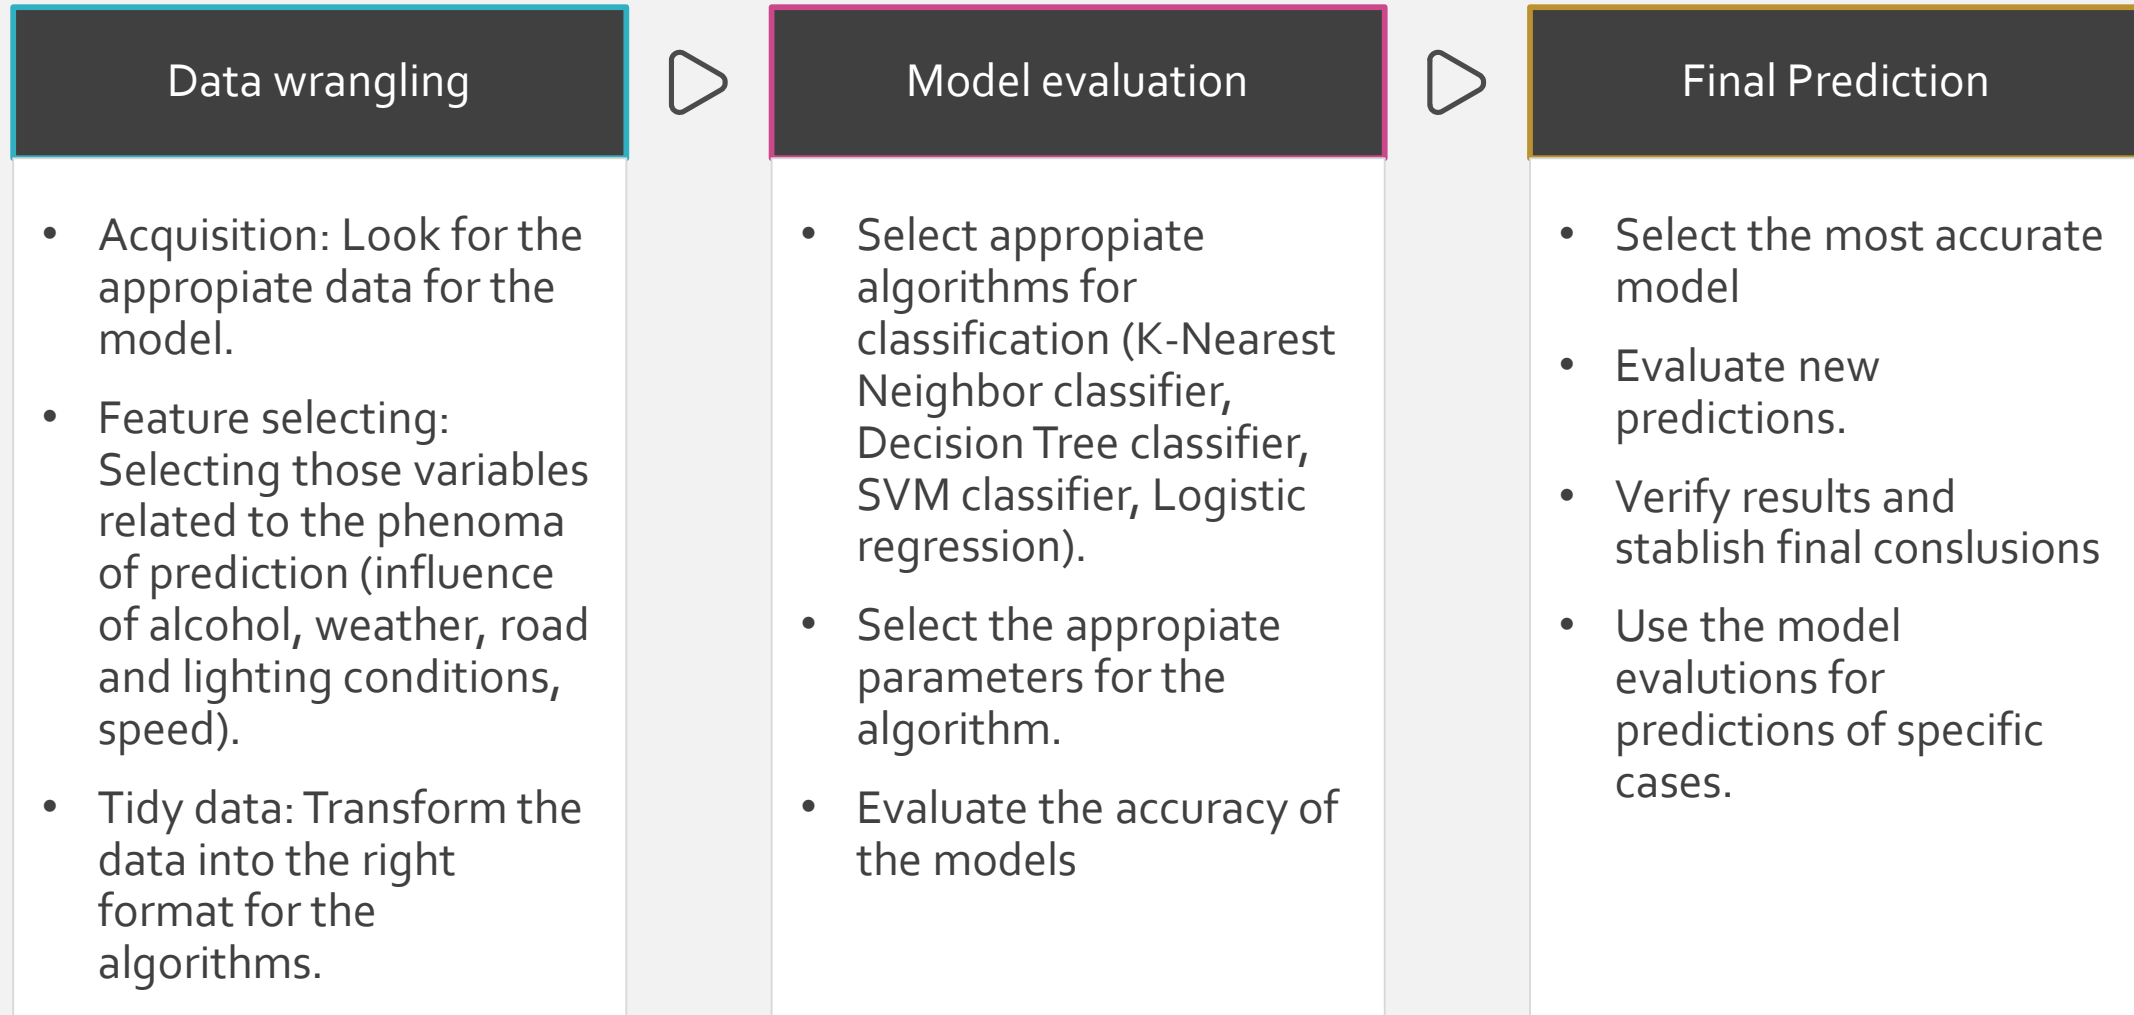 Data wrangling
• Acquisition: Look for the
appropiate data for the
model.
• Feature selecting:
Selecting those variables
related to the phenoma
of prediction (influence
of alcohol, weather, road
and lighting conditions,
speed).
• Tidy data: Transform the
data into the right
format for the
algorithms.
Model evaluation
• Select appropiate
algorithms for
classification (K-Nearest
Neighbor classifier,
Decision Tree classifier,
SVM classifier, Logistic
regression).
• Select the appropiate
parameters for the
algorithm.
• Evaluate the accuracy of
the models
Final Prediction
• Select the most accurate
model
• Evaluate new
predictions.
• Verify results and
stablish final conslusions
• Use the model
evalutions for
predictions of specific
cases.